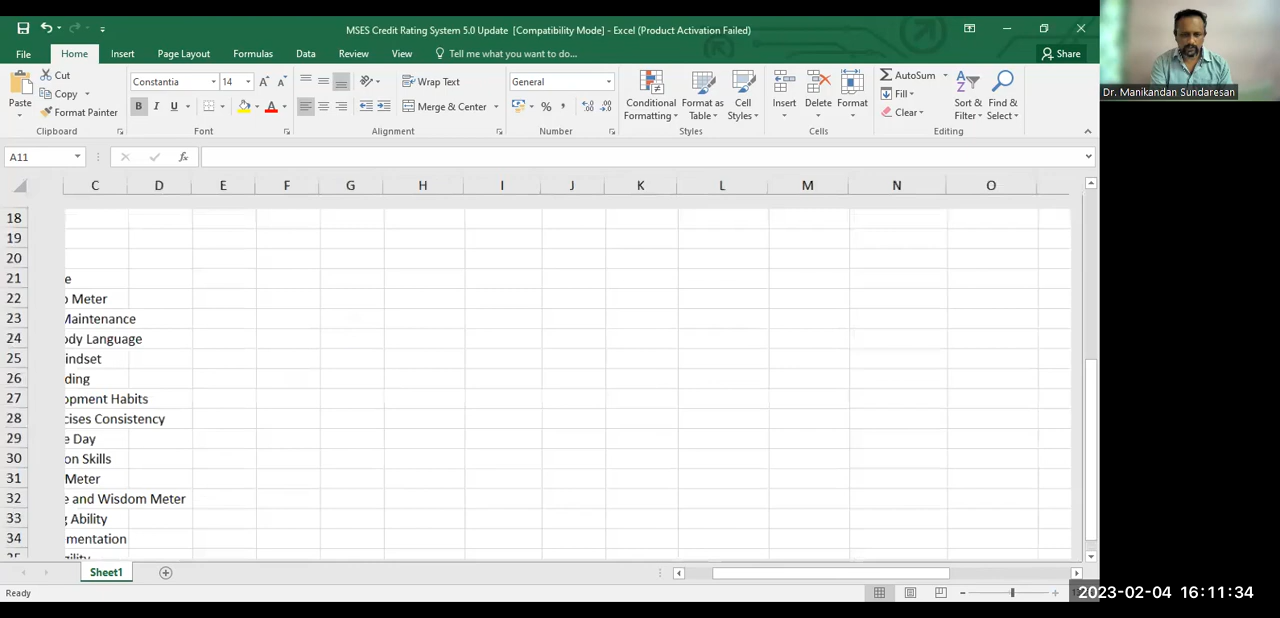 MSES Credit Rating System 5.0 Update [Compatibility Mode] - Excel (Product Activation Failed)
File Home Insert Page Layout Formulas Data Review View Tell me what you want to do... Share
Paste Cut Copy Format Painter Clipboard
Constantia 14 B I U A A A Font
Wrap Text Merge & Center Alignment
General % , Number
Conditional Formatting Format as Table Cell Styles Styles
Insert Delete Format Cells
AutoSum Fill Clear Sort & Filter Find & Select Editing
Dr. Manikandan Sundaresan
A11 fx
C D E F G H I J K L M N O
18
19
20
21 e
22 o Meter
23 Maintenance
24 ody Language
25 indset
26 ding
27 opment Habits
28 cises Consistency
29 e Day
30 on Skills
31 Meter
32 e and Wisdom Meter
33 g Ability
34 mentation
35 gility
Sheet1
Ready
2023-02-04 16:11:34